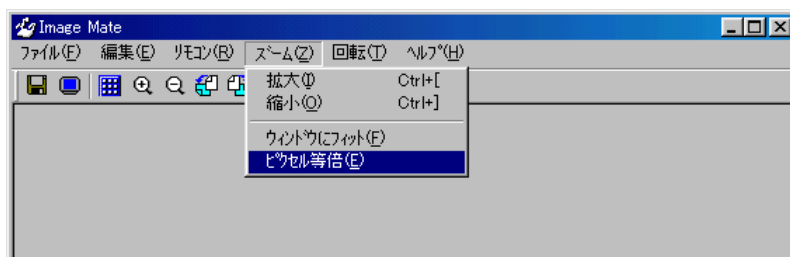 Image Mate
ファイル(F) 編集(E) リモコン(R) ズーム(Z) 回転(T) ヘルプ(H)
拡大(I) Ctrl+[
縮小(O) Ctrl+]
ウィンドウにフィット(F)
ピクセル等倍(E)